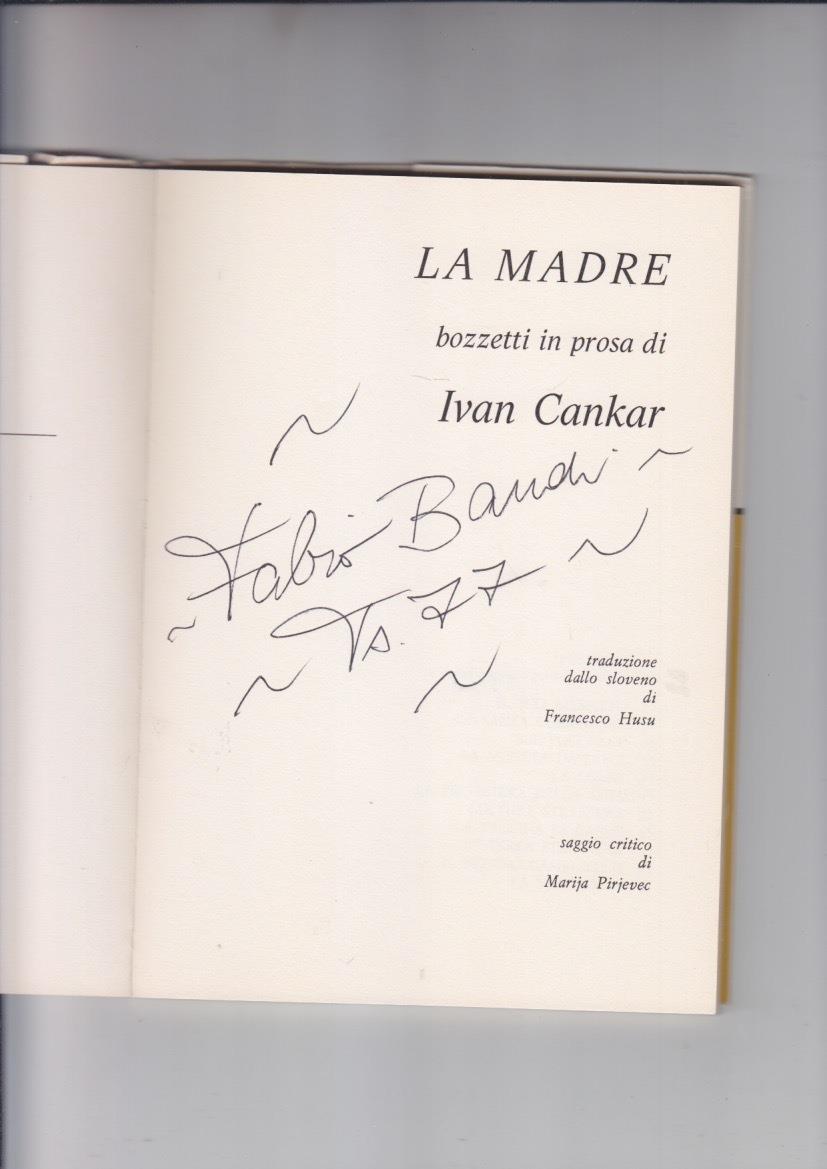 LA MADRE
bozzetti in prosa di
Ivan Cankar
Fabio
Ts. 77
traduzione
dallo sloveno
di
Francesco Husu
saggio critico
di
Marija Pirjevec